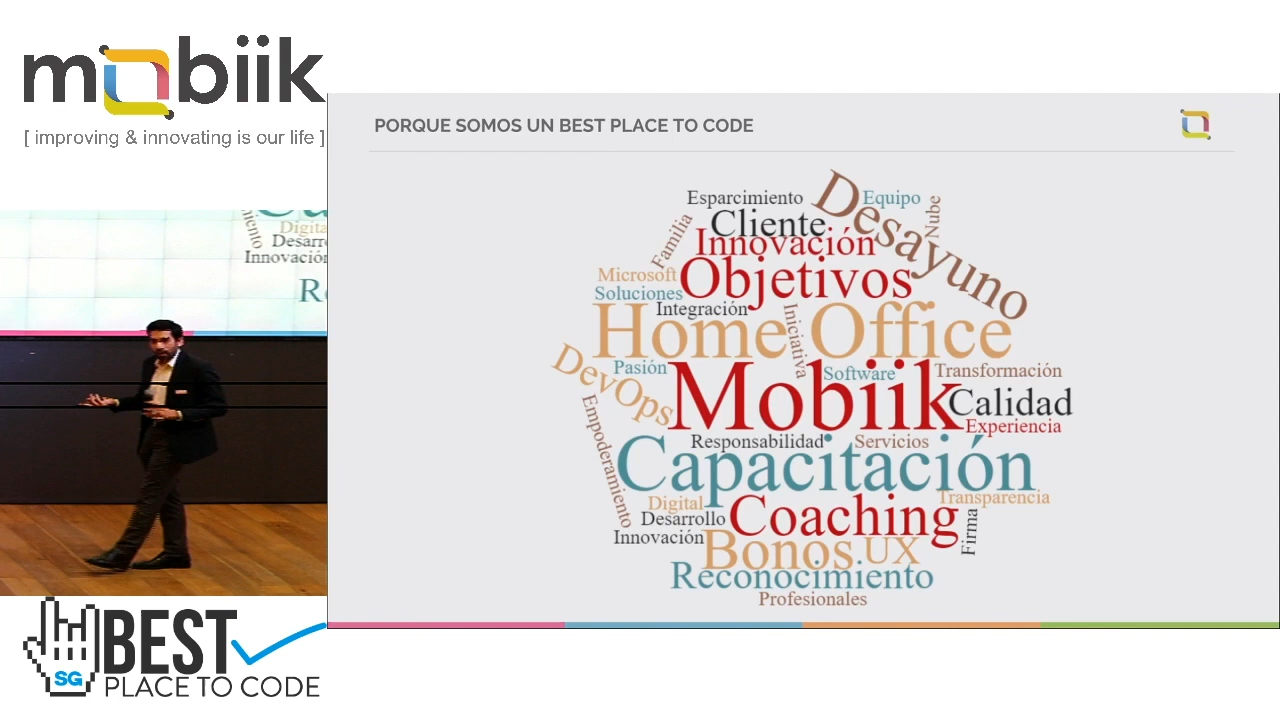 mobiik
[ improving & innovating is our life ]
PORQUE SOMOS UN BEST PLACE TO CODE
Esparcimiento
Desayuno
Equipo
Nube
Familia
Cliente
Innovación
Microsoft
Objetivos
Soluciones
Integración
Iniciativa
Home Office
DevOps
Pasión
Software
Transformación
Mobiik
Calidad
Experiencia
Empoderamiento
Responsabilidad
Servicios
Capacitación
Digital
Transparencia
Desarrollo
Coaching
Firma
Innovación
Bonos
UX
Reconocimiento
Profesionales
Digita
Desarr
Innovación
R
SG
BEST
PLACE TO CODE